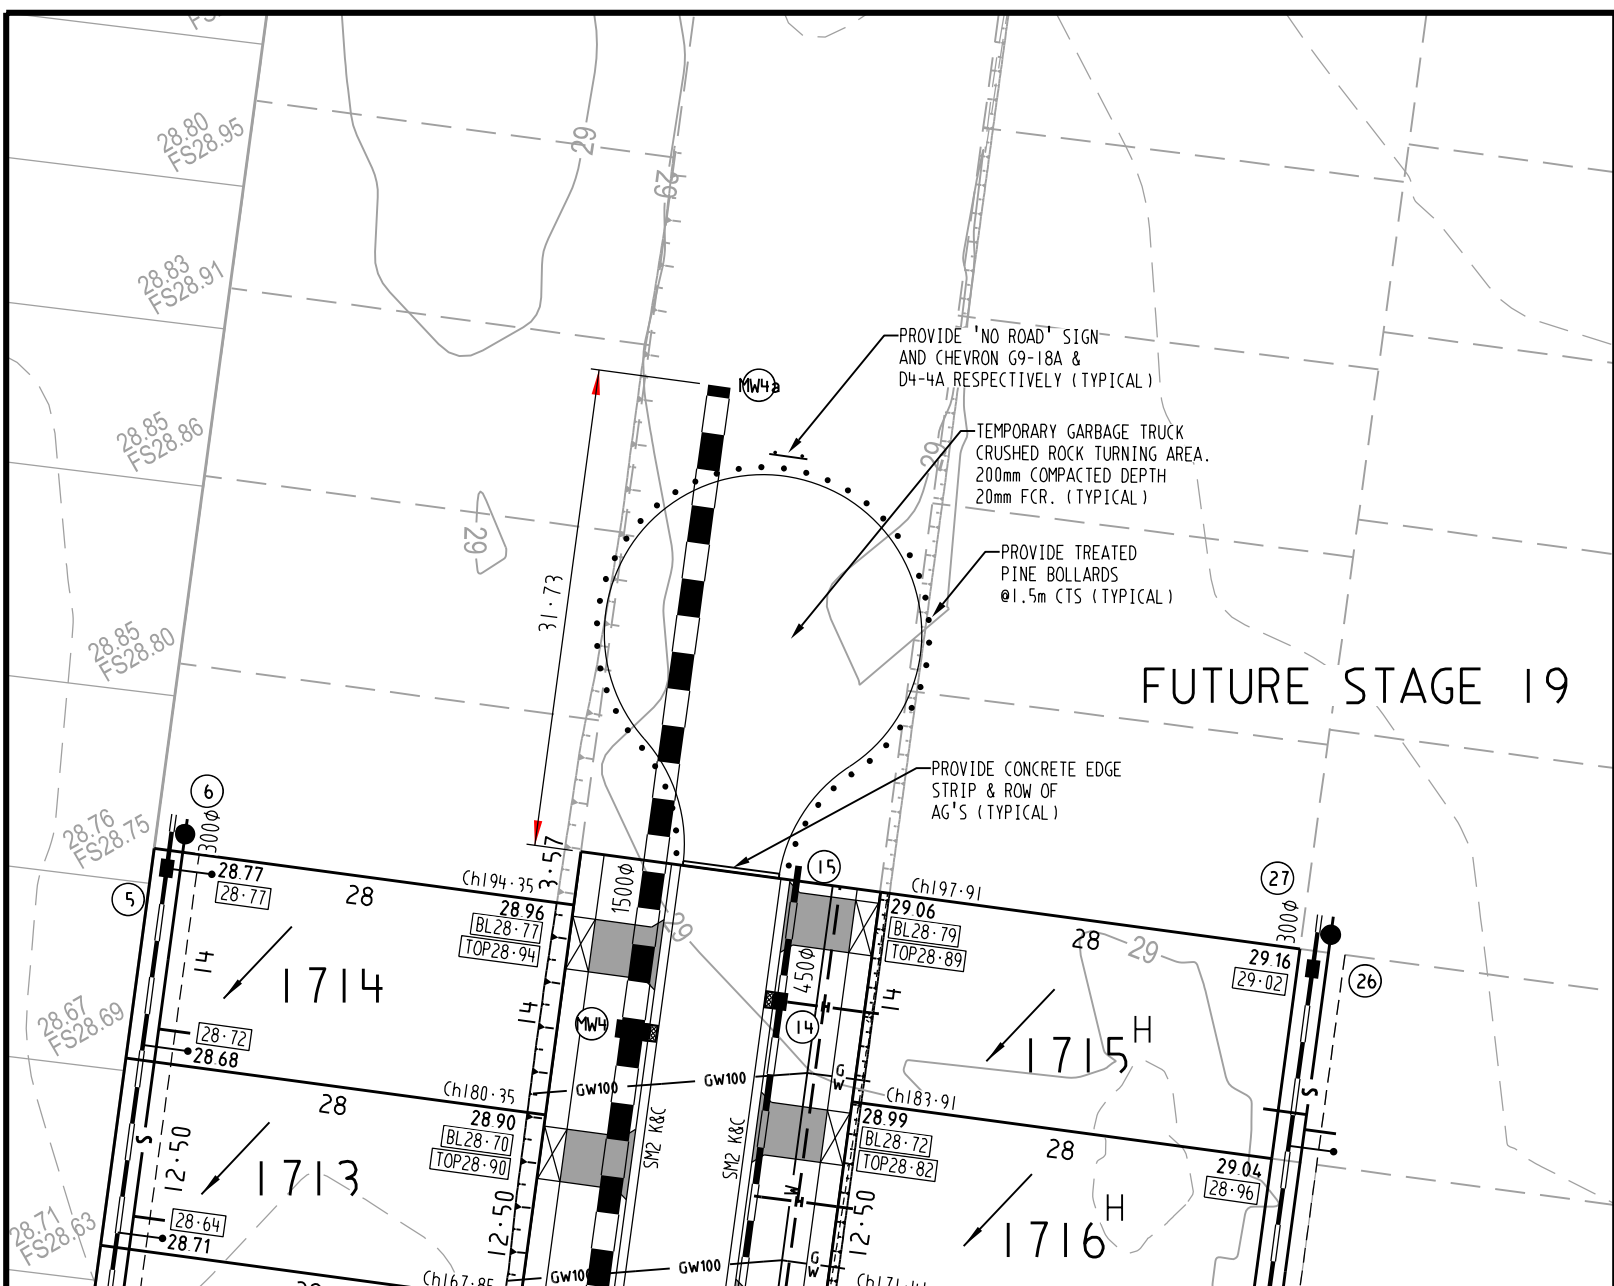 28.80
FS28.95
29
29
28.83
FS28.91
PROVIDE 'NO ROAD' SIGN
AND CHEVRON G9-18A &
D4-4A RESPECTIVELY (TYPICAL)
MW4a
28.85
FS28.86
29
TEMPORARY GARBAGE TRUCK
CRUSHED ROCK TURNING AREA.
200mm COMPACTED DEPTH
20mm FCR. (TYPICAL)
29
PROVIDE TREATED
PINE BOLLARDS
@1.5m CTS (TYPICAL)
31·73
28.85
FS28.80
FUTURE STAGE 19
PROVIDE CONCRETE EDGE
STRIP & ROW OF
AG'S (TYPICAL)
6
300Ø
28.76
FS28.75
3·57
15
27
300Ø
5
28.77
28·77
28
Ch194·35
1500Ø
Ch197·91
28.96
BL28·77
TOP28·94
29
29.06
BL28·79
TOP28·89
28
29
29.16
29·02
26
14
1714
450Ø
14
14
28.67
FS28.69
28·72
28.68
MW4
14
H
1715
H
GW100
GW100
G
W
S
28
Ch180·35
Ch183·91
28.90
BL28·70
TOP28·90
SM2 K&C
SM2 K&C
28.99
BL28·72
TOP28·82
28
29.04
28·96
S
12·50
1713
12·50
W
H
12·50
1716
H
28.71
FS28.63
28·64
28.71
GW100
GW100
G
W
Ch167·85